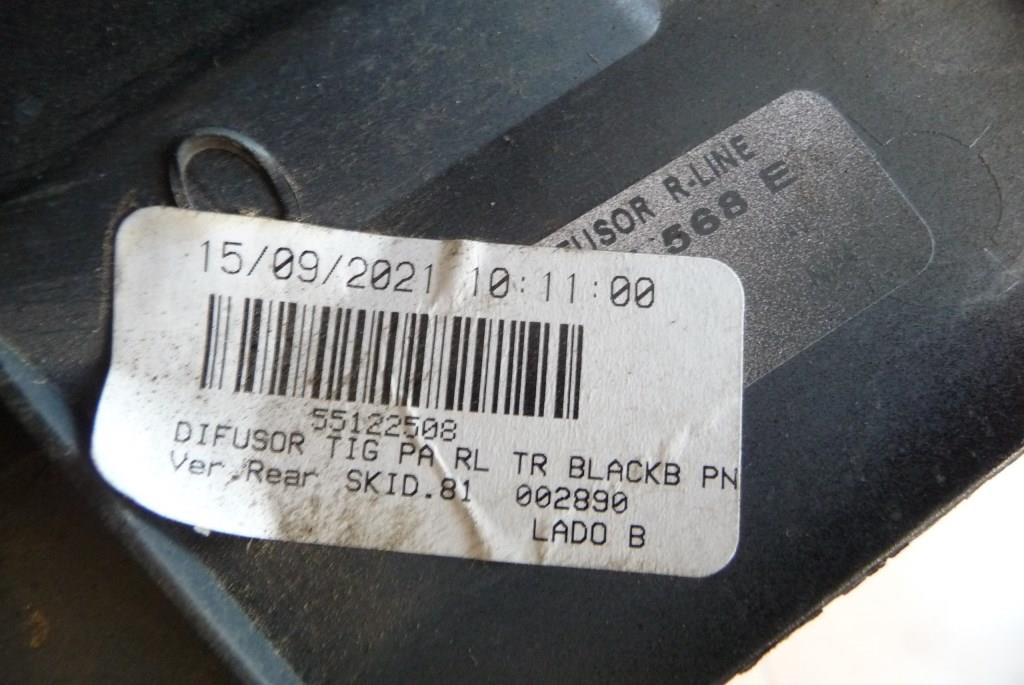 FUSOR R-LINE
568 E
15/09/2021 10:11:00
55122508
DIFUSOR TIG PA RL TR BLACKB PN
Ver.Rear SKID.81 002890
LADO B